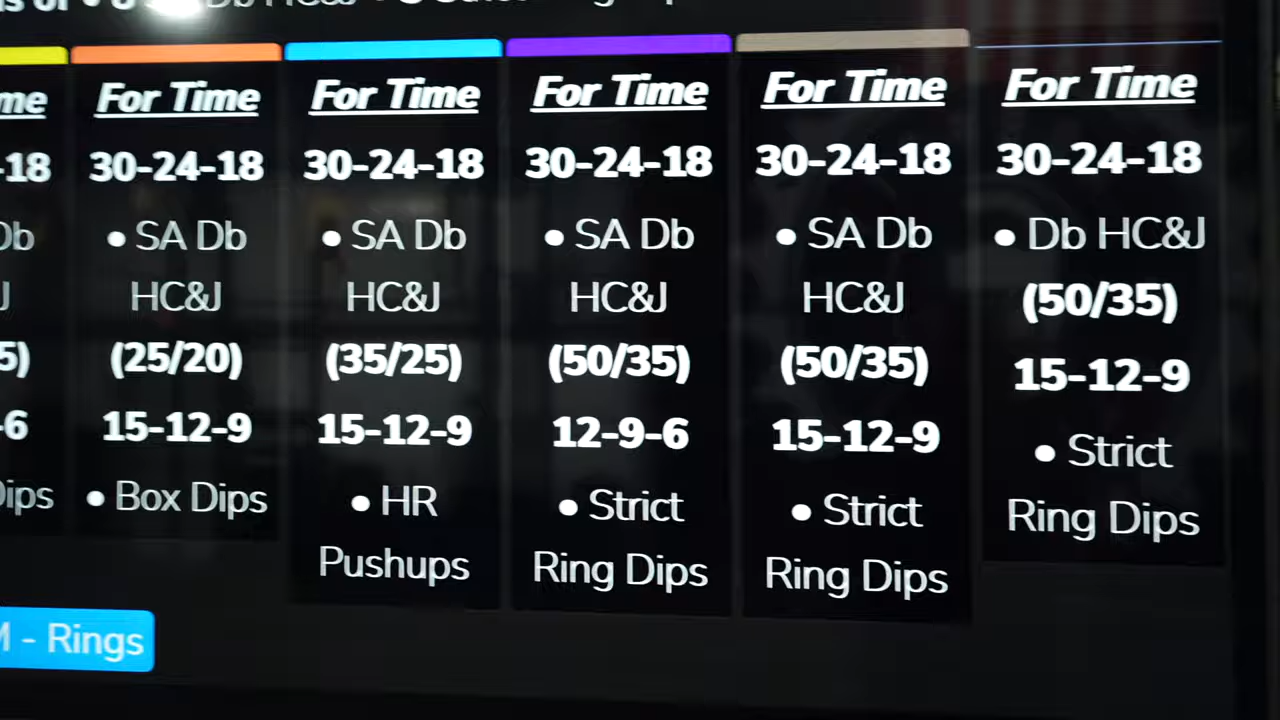 For Time
30-24-18
• SA Db
HC&J
(25/20)
15-12-9
• Box Dips
For Time
30-24-18
• SA Db
HC&J
(35/25)
15-12-9
• HR
Pushups
For Time
30-24-18
• SA Db
HC&J
(50/35)
12-9-6
• Strict
Ring Dips
For Time
30-24-18
• SA Db
HC&J
(50/35)
15-12-9
• Strict
Ring Dips
For Time
30-24-18
• Db HC&J
(50/35)
15-12-9
• Strict
Ring Dips
- Rings